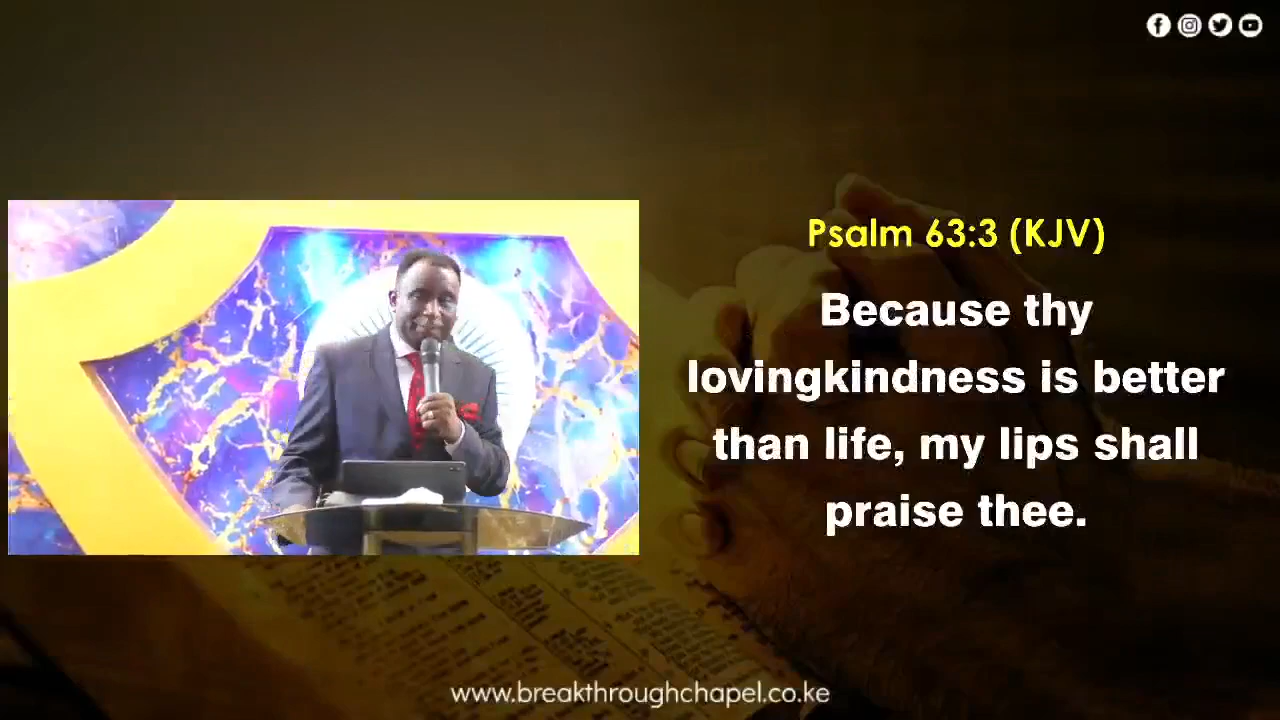 Psalm 63:3 (KJV)
Because thy
lovingkindness is better
than life, my lips shall
praise thee.
www.breakthroughchapel.co.ke